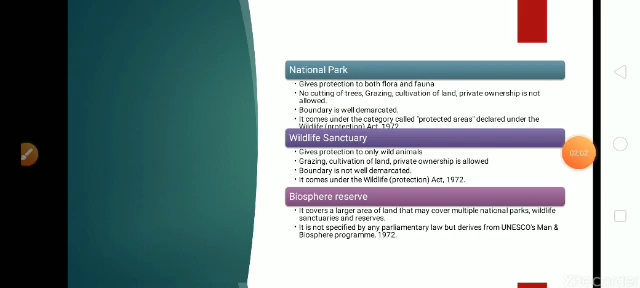 National Park
• Gives protection to both flora and fauna
• No cutting of trees, Grazing, cultivation of land, private ownership is not
allowed.
• Boundary is well demarcated.
• It comes under the category called "protected areas" declared under the
Wildlife (protection) Act, 1972
Wildlife Sanctuary
• Gives protection to only wild animals
• Grazing, cultivation of land, private ownership is allowed
• Boundary is not well demarcated.
• It comes under the Wildlife (protection) Act, 1972.
02:02
Biosphere reserve
• It covers a larger area of land that may cover multiple national parks, wildlife
sanctuaries and reserves.
• It is not specified by any parliamentary law but derives from UNESCO's Man &
Biosphere programme. 1972.